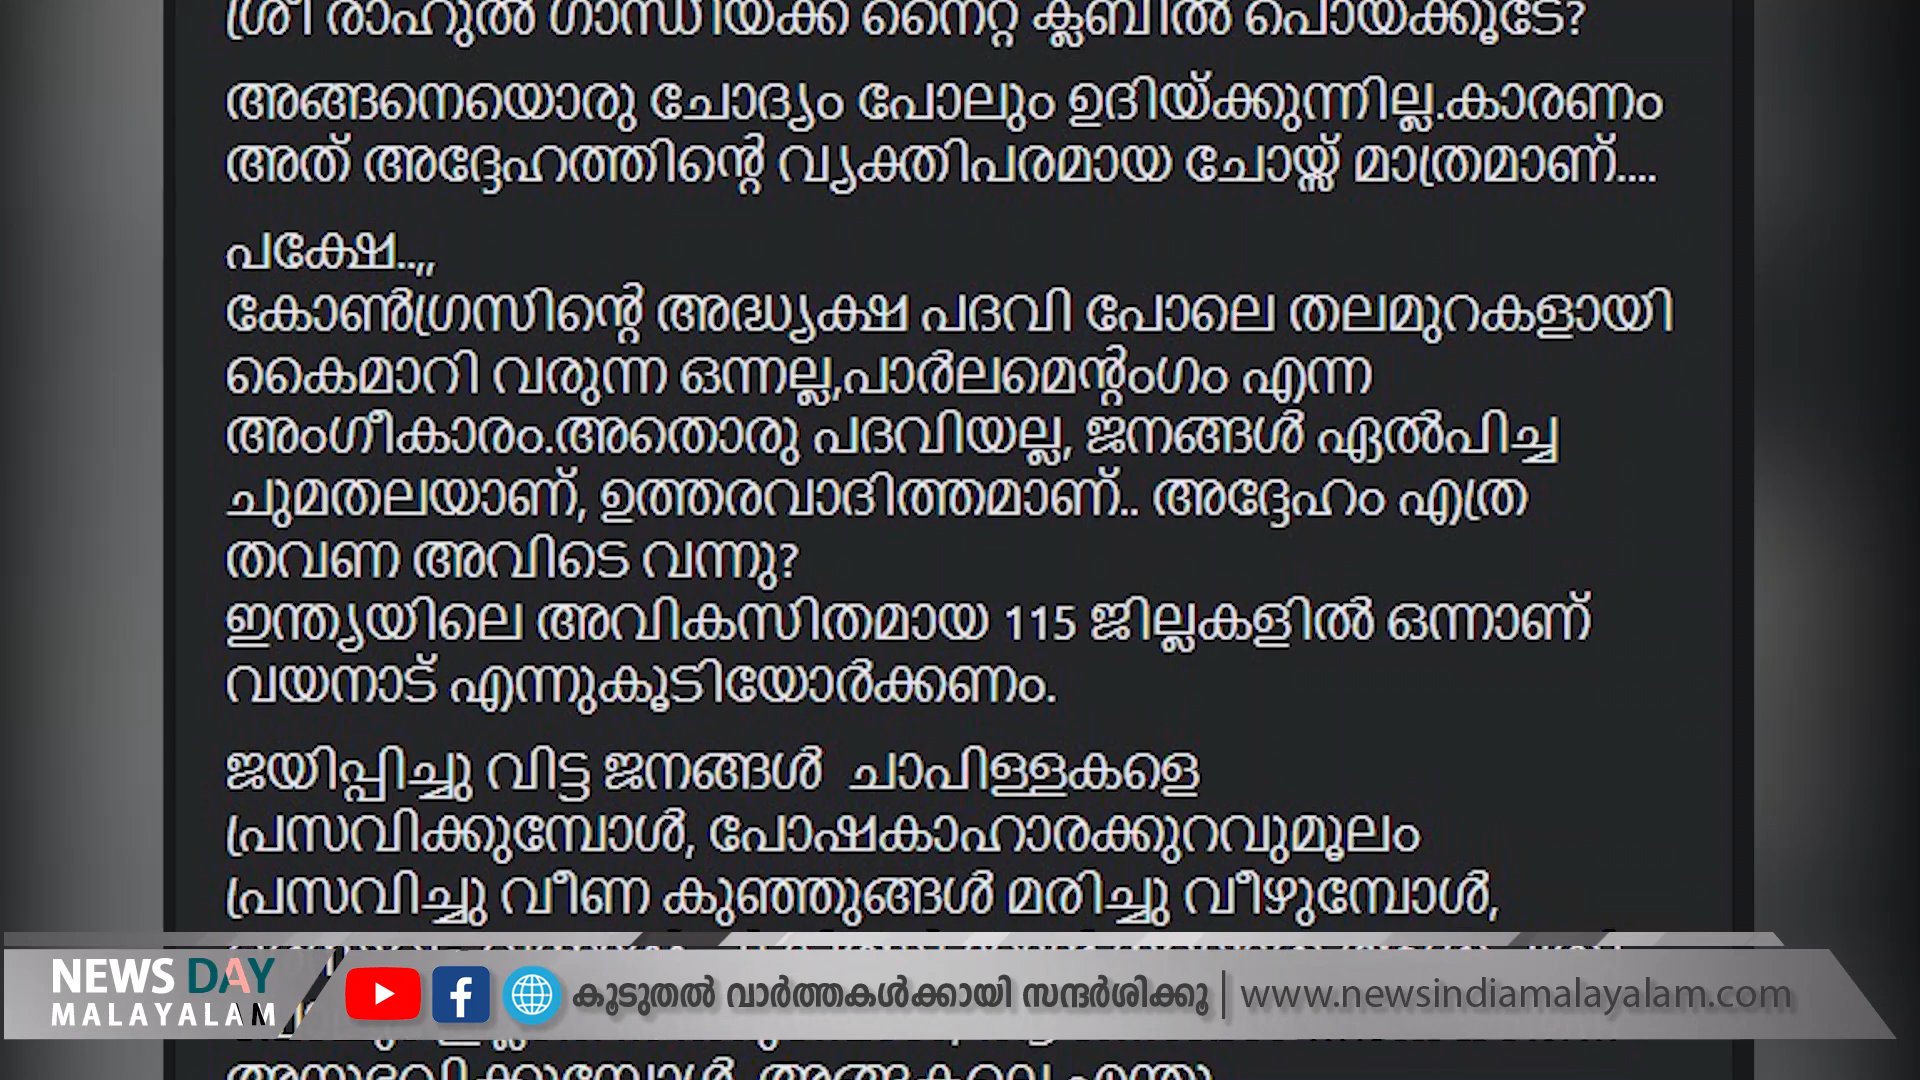 ശ്രീ രാഹുൽ ഗാന്ധിയ്ക്ക് നൈറ്റ് ക്ലബിൽ പൊയ്ക്കൂടേ?
അങ്ങനെയൊരു ചോദ്യം പോലും ഉദിയ്ക്കുന്നില്ല.കാരണം
അത് അദ്ദേഹത്തിന്റെ വ്യക്തിപരമായ ചോയ്സ് മാത്രമാണ്....
പക്ഷേ..,,
കോൺഗ്രസിന്റെ അദ്ധ്യക്ഷ പദവി പോലെ തലമുറകളായി
കൈമാറി വരുന്ന ഒന്നല്ല,പാർലമെന്റംഗം എന്ന
അംഗീകാരം.അതൊരു പദവിയല്ല, ജനങ്ങൾ ഏൽപിച്ച
ചുമതലയാണ്, ഉത്തരവാദിത്തമാണ്.. അദ്ദേഹം എത്ര
തവണ അവിടെ വന്നു?
ഇന്ത്യയിലെ അവികസിതമായ 115 ജില്ലകളിൽ ഒന്നാണ്
വയനാട് എന്നുകൂടിയോർക്കണം.
ജയിപ്പിച്ചു വിട്ട ജനങ്ങൾ ചാപിള്ളകളെ
പ്രസവിക്കുമ്പോൾ, പോഷകാഹാരക്കുറവുമൂലം
പ്രസവിച്ചു വീണ കുഞ്ഞുങ്ങൾ മരിച്ചു വീഴുമ്പോൾ,
NEWS DAY
MALAYALAM
കൂടുതൽ വാർത്തകൾക്കായി സന്ദർശിക്കൂ | www.newsindiamalayalam.com